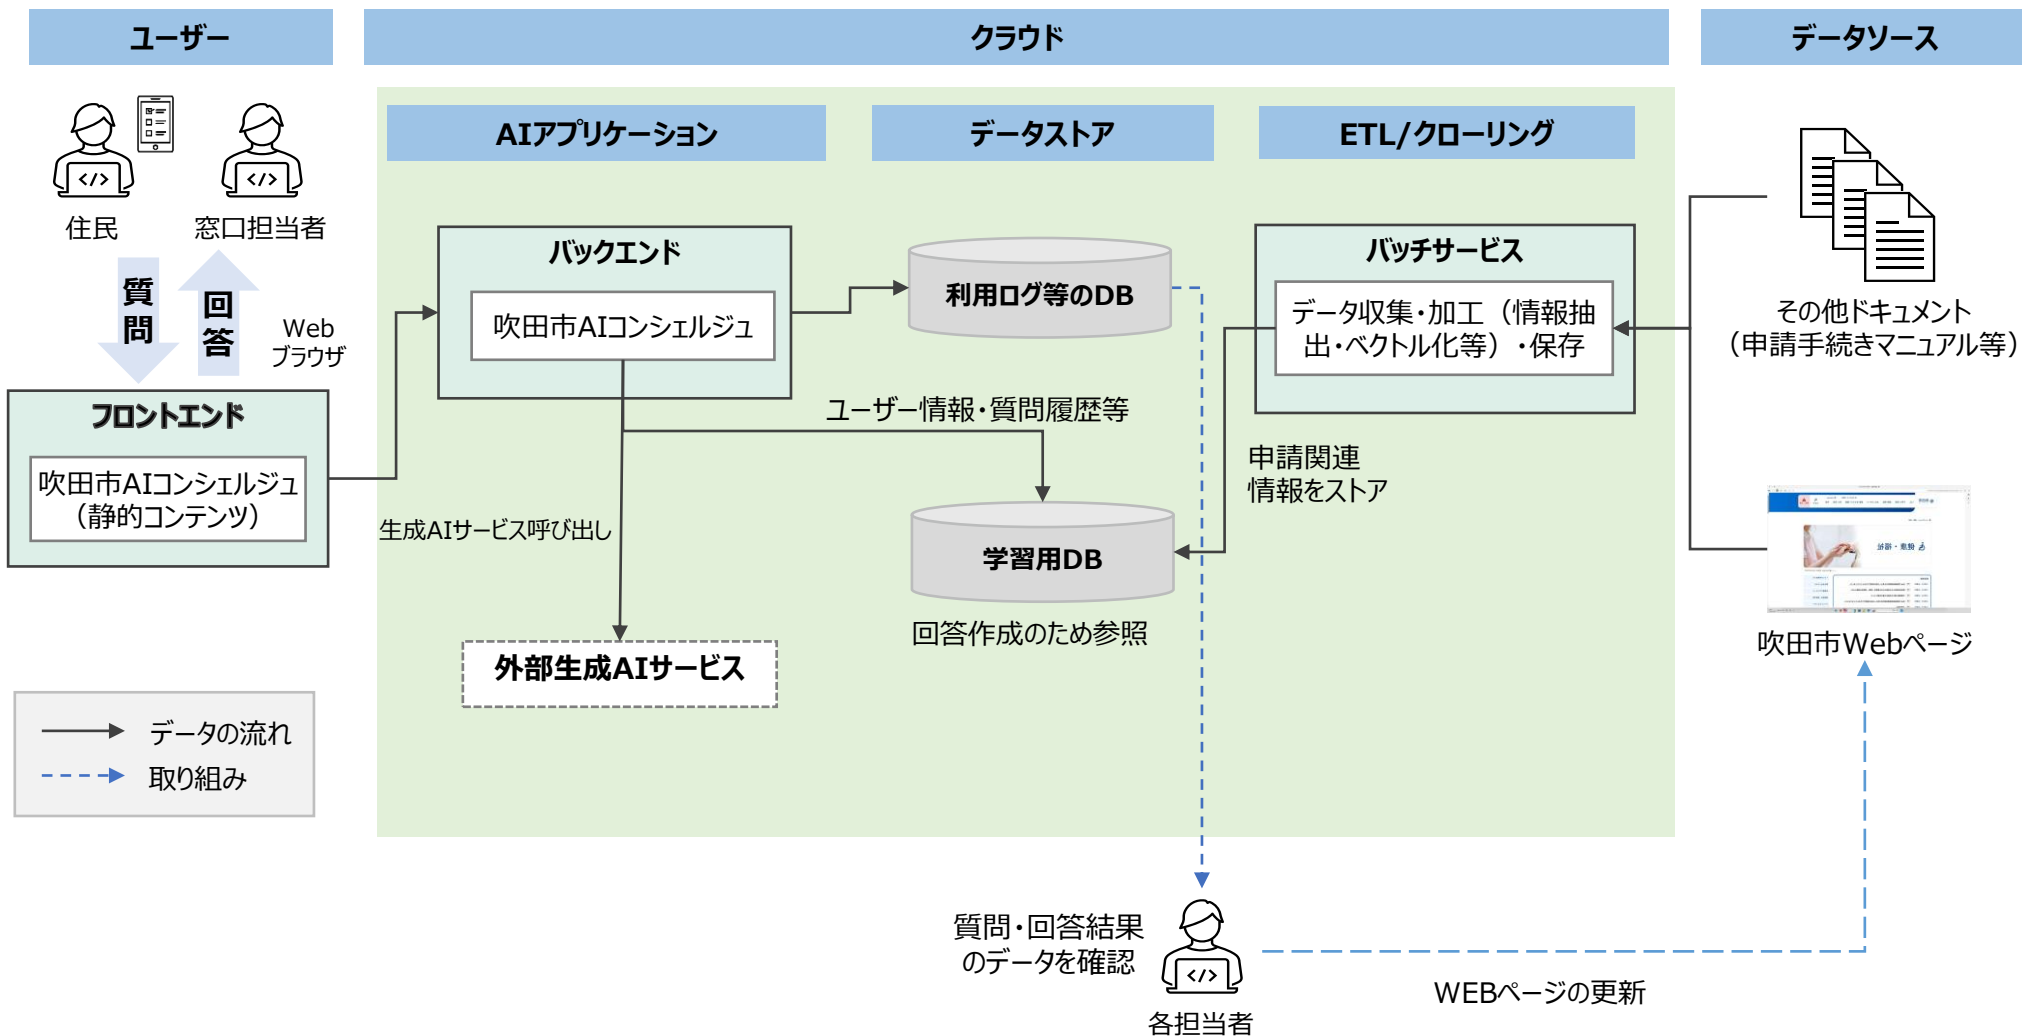 ユーザー
クラウド
データソース
AIアプリケーション
データストア
ETL/クローリング
住民
窓口担当者
質
問
回
答
Web
ブラウザ
フロントエンド
吹田市AIコンシェルジュ
（静的コンテンツ）
バックエンド
吹田市AIコンシェルジュ
利用ログ等のDB
ユーザー情報・質問履歴等
生成AIサービス呼び出し
外部生成AIサービス
学習用DB
回答作成のため参照
バッチサービス
データ収集・加工（情報抽
出・ベクトル化等）・保存
申請関連
情報をストア
その他ドキュメント
（申請手続きマニュアル等）
吹田市Webページ
データの流れ
取り組み
質問・回答結果
のデータを確認
各担当者
WEBページの更新